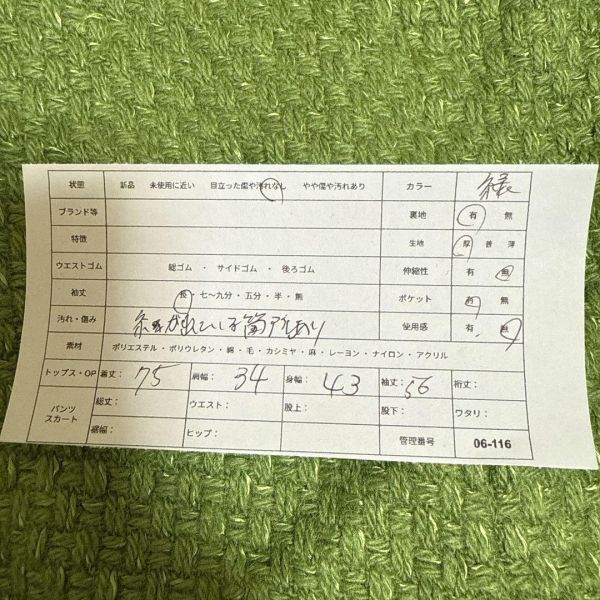 状態 新品 未使用に近い 目立った傷や汚れなし やや傷や汚れあり カラー 緑
ブランド等 裏地 有 無
特徴 生地 厚 普 薄
ウエストゴム 総ゴム ・ サイドゴム ・ 後ろゴム 伸縮性 有 無
袖丈 長・七〜九分・五分・半・無 ポケット 有 無
汚れ・傷み 糸が出ている箇所あり 使用感 有 無
素材 ポリエステル・ポリウレタン・綿・毛・カシミヤ・麻・レーヨン・ナイロン・アクリル
トップス・OP 着丈: 75 肩幅: 34 身幅: 43 袖丈: 56 裄丈:
パンツ スカート 総丈: ウエスト: 股上: 股下: ワタリ:
裾幅: ヒップ: 管理番号 06-116